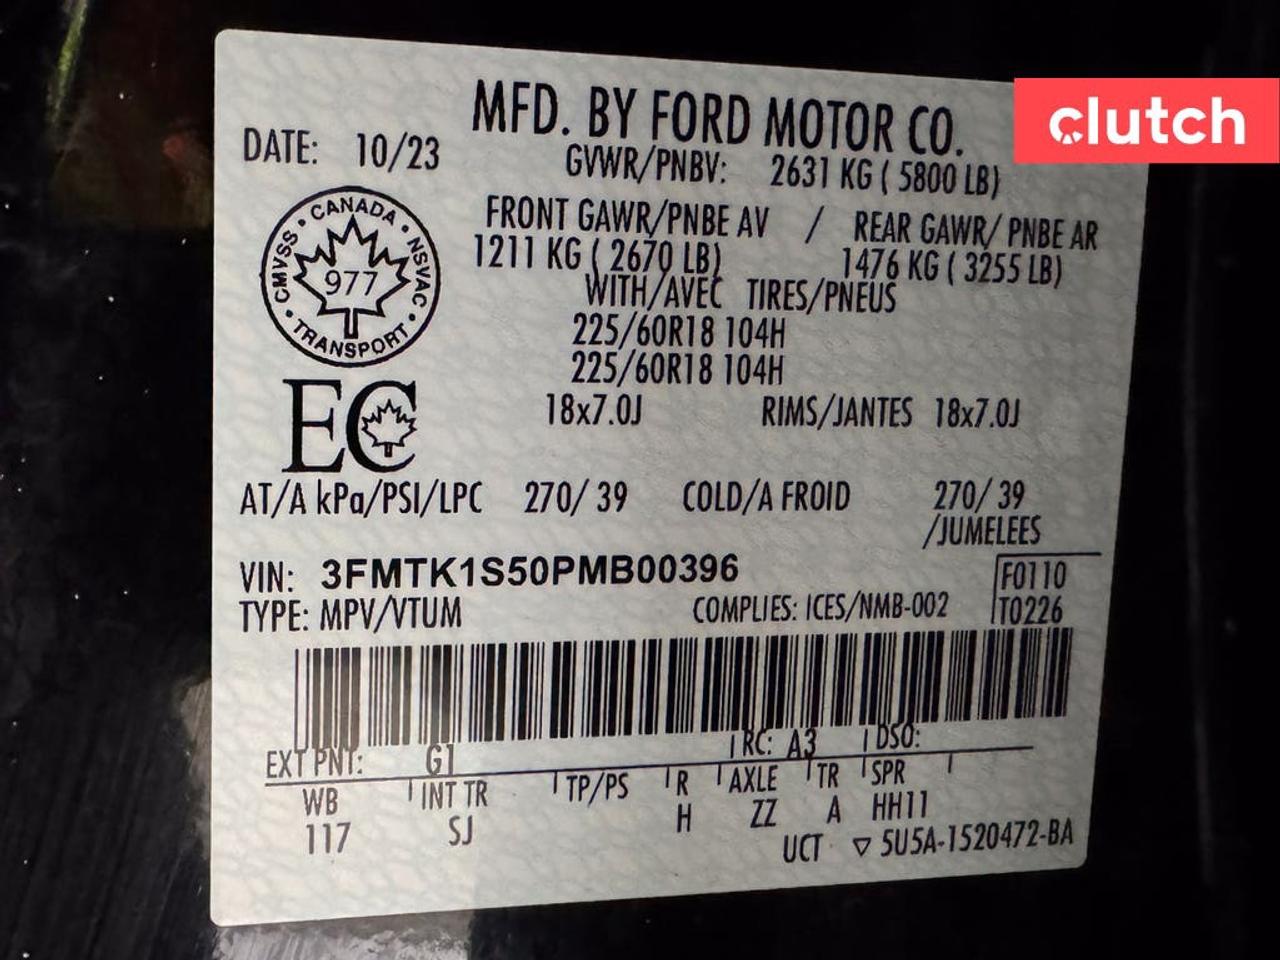 clutch
MFD. BY FORD MOTOR CO.
DATE: 10/23
GVWR/PNBV: 2631 KG ( 5800 LB)
FRONT GAWR/PNBE AV / REAR GAWR/ PNBE AR
1211 KG ( 2670 LB) 1476 KG ( 3255 LB)
WITH/AVEC TIRES/PNEUS
225/60R18 104H
225/60R18 104H
18x7.0J RIMS/JANTES 18x7.0J
CANADA
CMVSS 977 NSVAC
TRANSPORT
EC
AT/A kPa/PSI/LPC 270/ 39 COLD/A FROID 270/ 39
/JUMELEES
VIN: 3FMTK1S50PMB00396 F0110
TYPE: MPV/VTUM COMPLIES: ICES/NMB-002 T0226
EXT PNT: G1 RC: A3 DSO:
WB INT TR TP/PS R AXLE TR SPR
117 SJ H ZZ A HH11
UCT ▽ 5U5A-1520472-BA